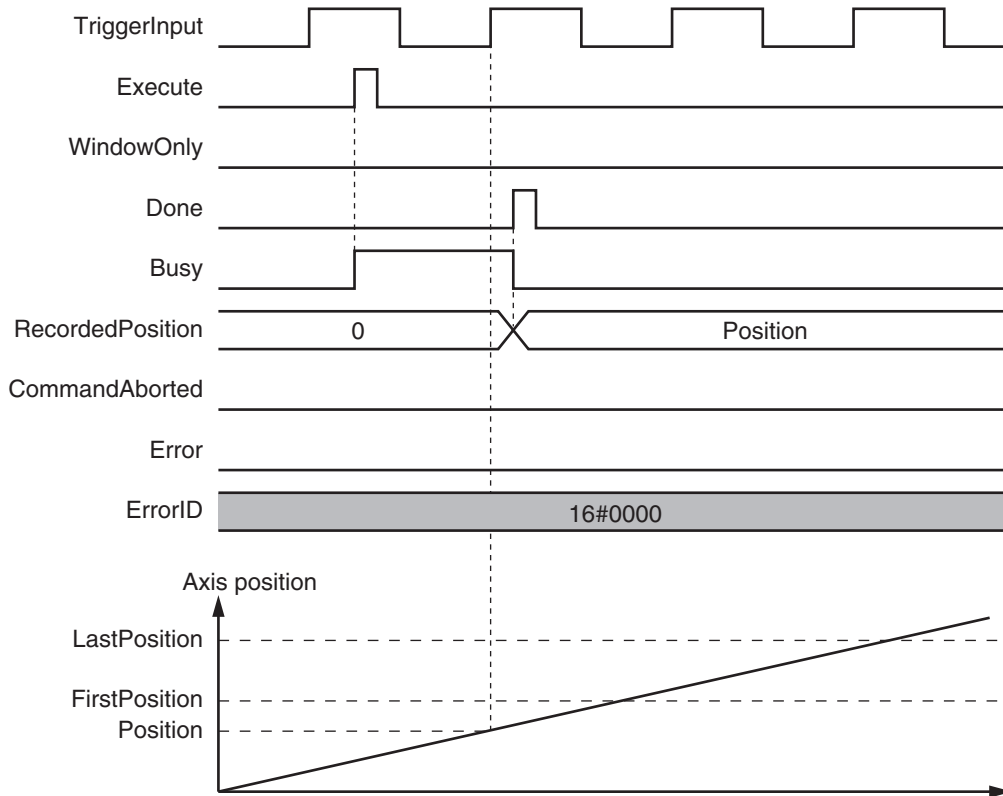 TriggerInput
Execute
WindowOnly
Done
Busy
RecordedPosition
0
Position
CommandAborted
Error
ErrorID
16#0000
Axis position
LastPosition
FirstPosition
Position